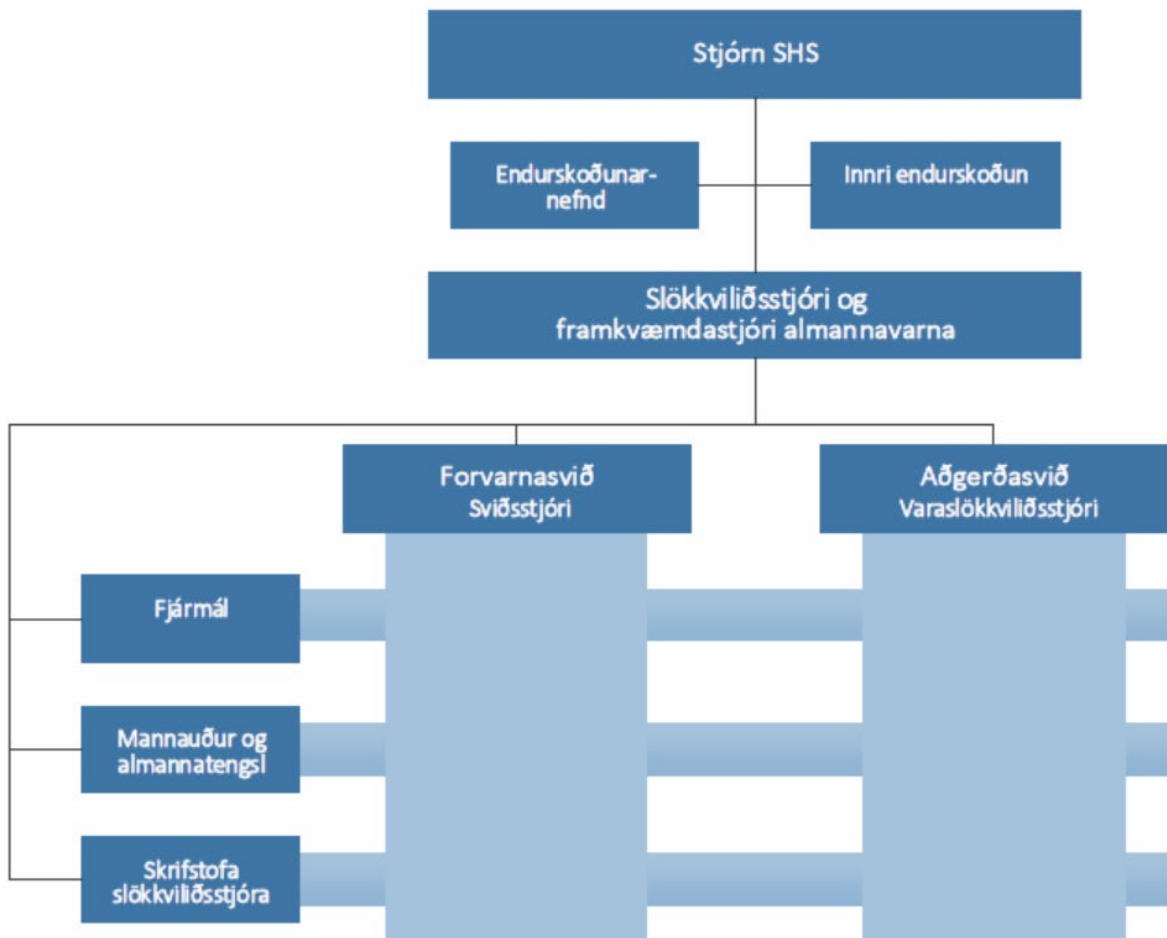 Stjórn SHS
Endurskoðunar-
nefnd
Innri endurskoðun
Slökkviliðsstjóri og
framkvæmdastjóri almannavarna
Forvarnasvið
Sviðsstjóri
Aðgerðasvið
Varaslökkviliðsstjóri
Fjármál
Mannauður og
almannatengsl
Skrifstofa
slökkviliðsstjóra